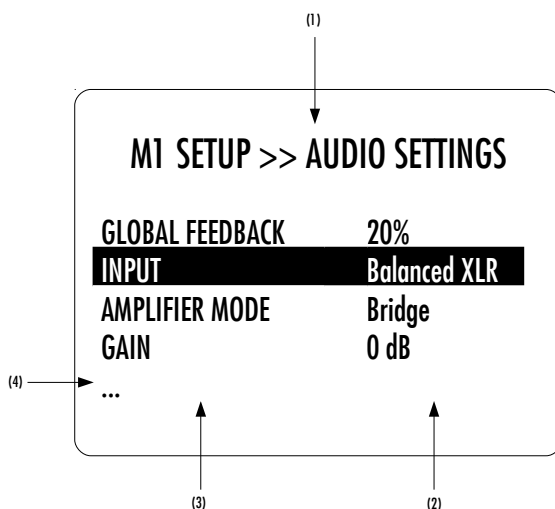 (1)
M1 SETUP >> AUDIO SETTINGS
GLOBAL FEEDBACK 20%
INPUT Balanced XLR
AMPLIFIER MODE Bridge
GAIN 0 dB
(4)
...
(3) (2)